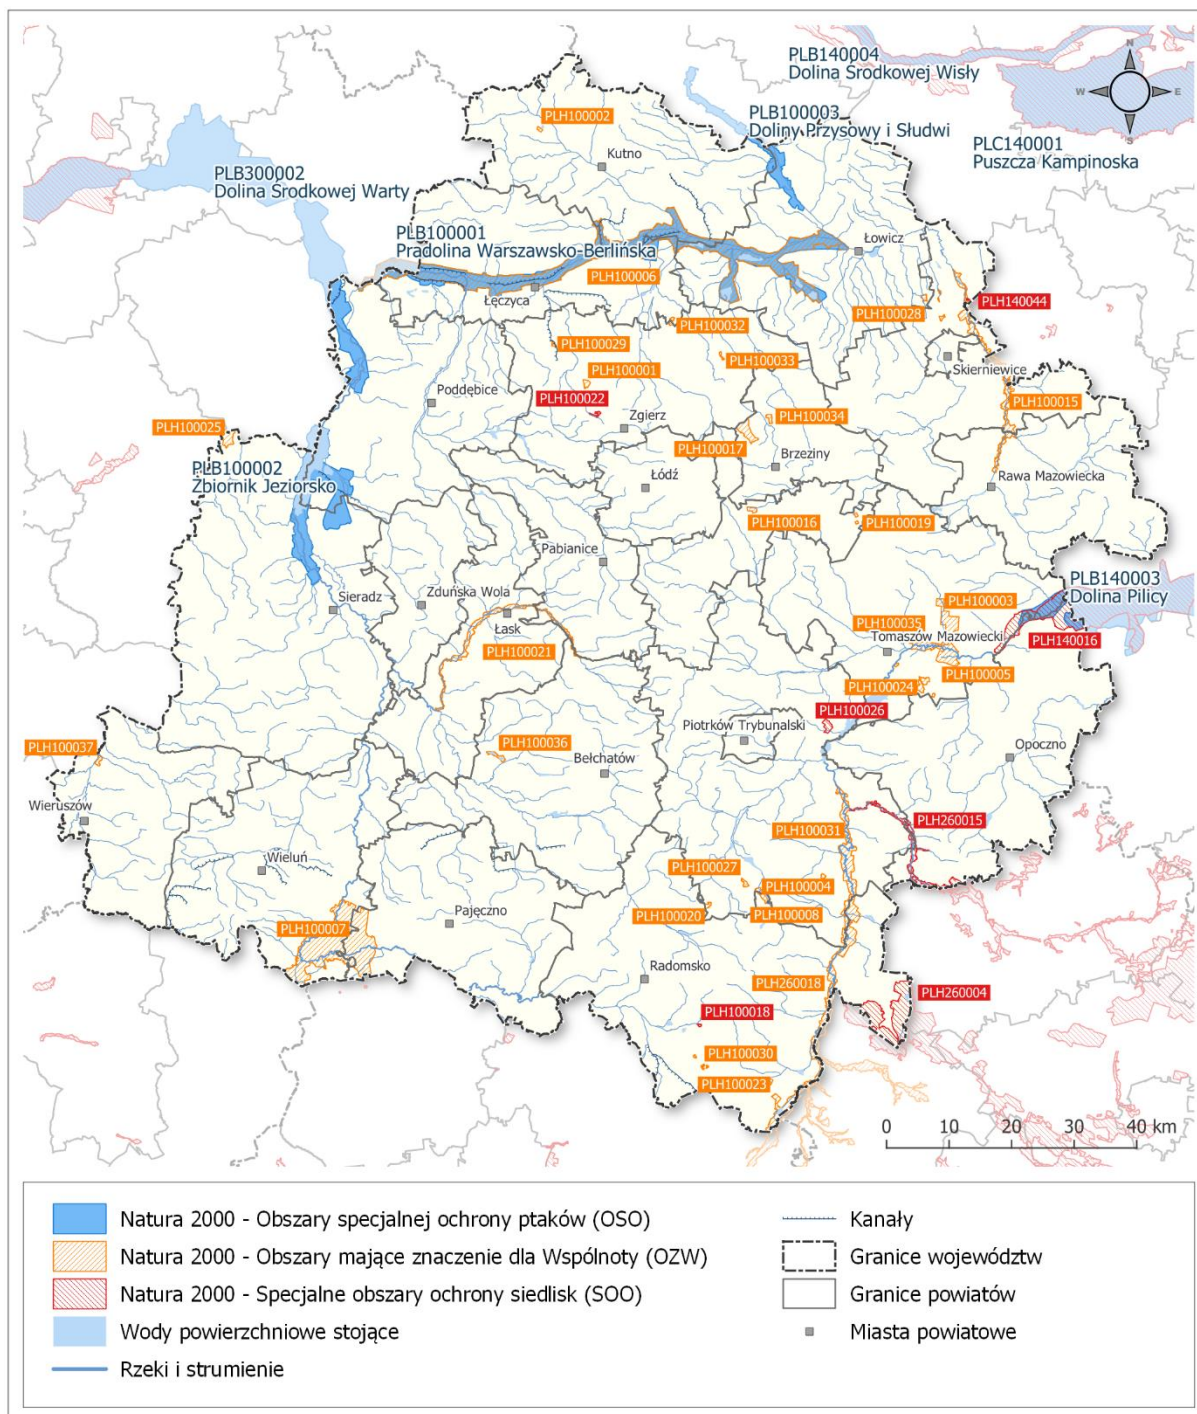 PLB140004
Dolina Środkowej Wisły
N
W
E
S
PLH100002
PLB100003
Doliny Przysowy i Słudwi
PLC140001
Puszcza Kampinoska
Kutno
PLB300002
Dolina Środkowej Warty
PLB100001
Pradolina Warszawsko-Berlińska
Łowicz
PLH100006
Łęczyca
PLH140044
PLH100028
PLH100032
PLH100029
PLH100033
Skierniewice
PLH100001
Poddębice
PLH100022
PLH100015
Zgierz
PLH100034
PLH100025
PLH100017
Brzeziny
PLB100002
Zbiornik Jeziorsko
Łódź
Rawa Mazowiecka
PLH100016
PLH100019
Pabianice
PLB140003
Dolina Pilicy
Zduńska Wola
Sieradz
Łask
PLH100003
PLH100035
Tomaszów Mazowiecki
PLH140016
PLH100021
PLH100005
PLH100024
PLH100026
Piotrków Trybunalski
PLH100037
PLH100036
Opoczno
Bełchatów
Wieruszów
PLH260015
PLH100031
Wieluń
PLH100027
PLH100004
PLH100020
PLH100008
Pajęczno
PLH100007
Radomsko
PLH260018
PLH260004
PLH100018
PLH100030
PLH100023
0 10 20 30 40 km
Natura 2000 - Obszary specjalnej ochrony ptaków (OSO)
Natura 2000 - Obszary mające znaczenie dla Wspólnoty (OZW)
Natura 2000 - Specjalne obszary ochrony siedlisk (SOO)
Wody powierzchniowe stojące
Rzeki i strumienie
Kanały
Granice województw
Granice powiatów
Miasta powiatowe